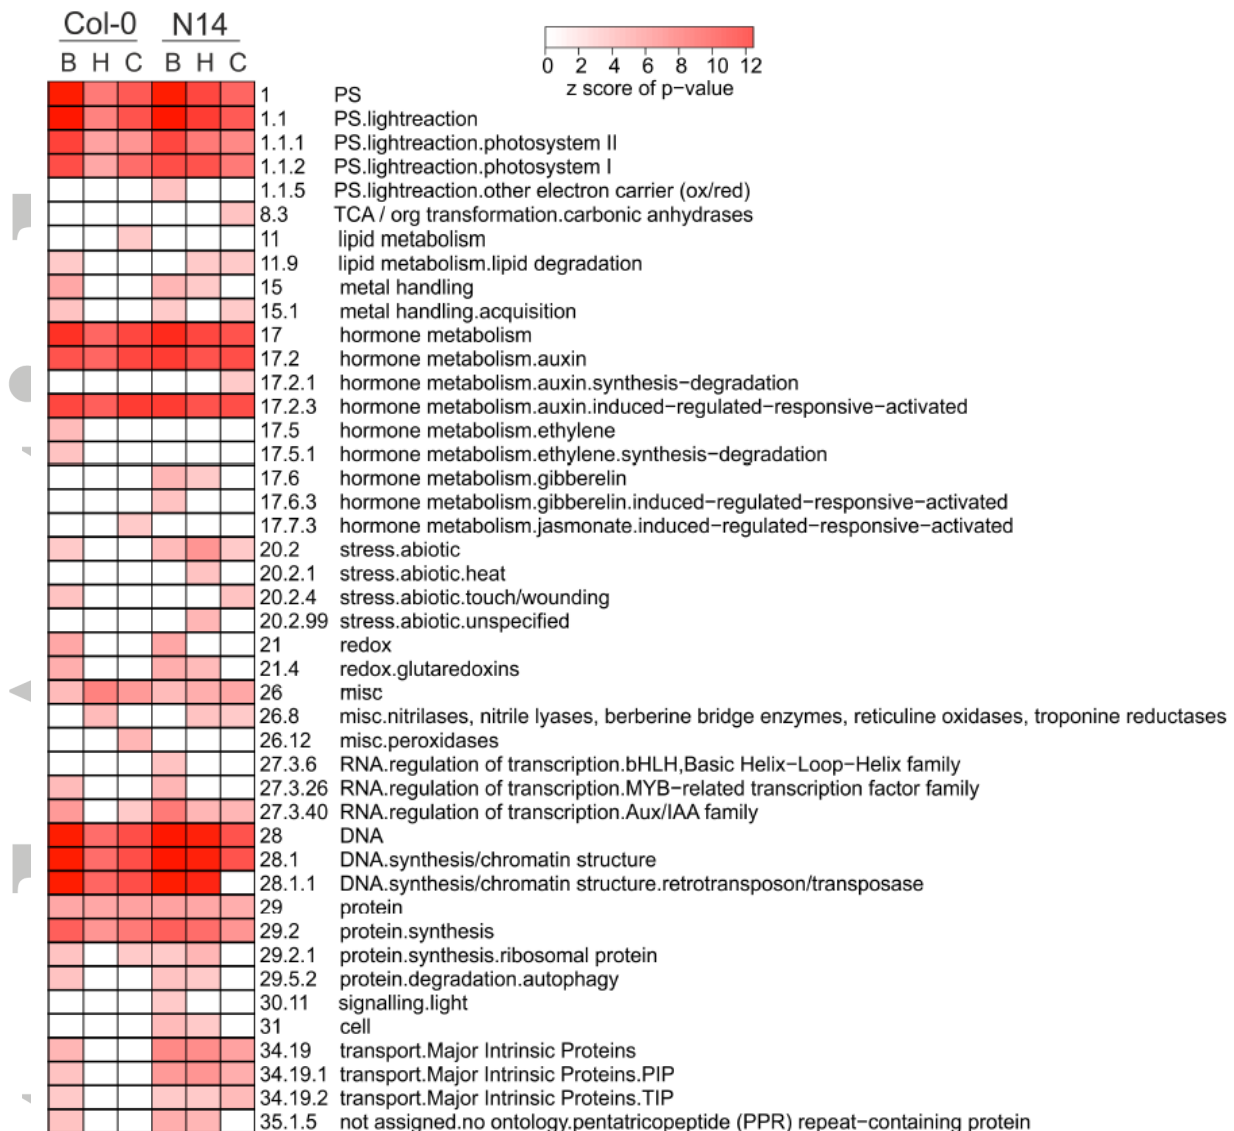 Col-0 N14
B H C B H C
0 2 4 6 8 10 12
z score of p−value
1 PS
1.1 PS.lightreaction
1.1.1 PS.lightreaction.photosystem II
1.1.2 PS.lightreaction.photosystem I
1.1.5 PS.lightreaction.other electron carrier (ox/red)
8.3 TCA / org transformation.carbonic anhydrases
11 lipid metabolism
11.9 lipid metabolism.lipid degradation
15 metal handling
15.1 metal handling.acquisition
17 hormone metabolism
17.2 hormone metabolism.auxin
17.2.1 hormone metabolism.auxin.synthesis−degradation
17.2.3 hormone metabolism.auxin.induced−regulated−responsive−activated
17.5 hormone metabolism.ethylene
17.5.1 hormone metabolism.ethylene.synthesis−degradation
17.6 hormone metabolism.gibberelin
17.6.3 hormone metabolism.gibberelin.induced−regulated−responsive−activated
17.7.3 hormone metabolism.jasmonate.induced−regulated−responsive−activated
20.2 stress.abiotic
20.2.1 stress.abiotic.heat
20.2.4 stress.abiotic.touch/wounding
20.2.99 stress.abiotic.unspecified
21 redox
21.4 redox.glutaredoxins
26 misc
26.8 misc.nitrilases, nitrile lyases, berberine bridge enzymes, reticuline oxidases, troponine reductases
26.12 misc.peroxidases
27.3.6 RNA.regulation of transcription.bHLH,Basic Helix−Loop−Helix family
27.3.26 RNA.regulation of transcription.MYB−related transcription factor family
27.3.40 RNA.regulation of transcription.Aux/IAA family
28 DNA
28.1 DNA.synthesis/chromatin structure
28.1.1 DNA.synthesis/chromatin structure.retrotransposon/transposase
29 protein
29.2 protein.synthesis
29.2.1 protein.synthesis.ribosomal protein
29.5.2 protein.degradation.autophagy
30.11 signalling.light
31 cell
34.19 transport.Major Intrinsic Proteins
34.19.1 transport.Major Intrinsic Proteins.PIP
34.19.2 transport.Major Intrinsic Proteins.TIP
35.1.5 not assigned.no ontology.pentatricopeptide (PPR) repeat−containing protein